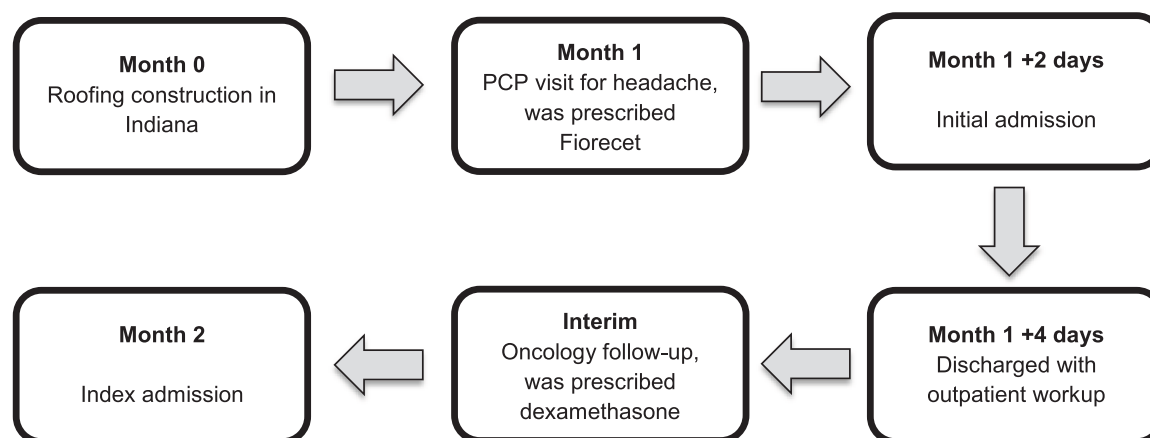 Month 0
Roofing construction in
Indiana
Month 1
PCP visit for headache,
was prescribed
Fiorecet
Month 1 +2 days
Initial admission
Month 1 +4 days
Discharged with
outpatient workup
Interim
Oncology follow-up,
was prescribed
dexamethasone
Month 2
Index admission